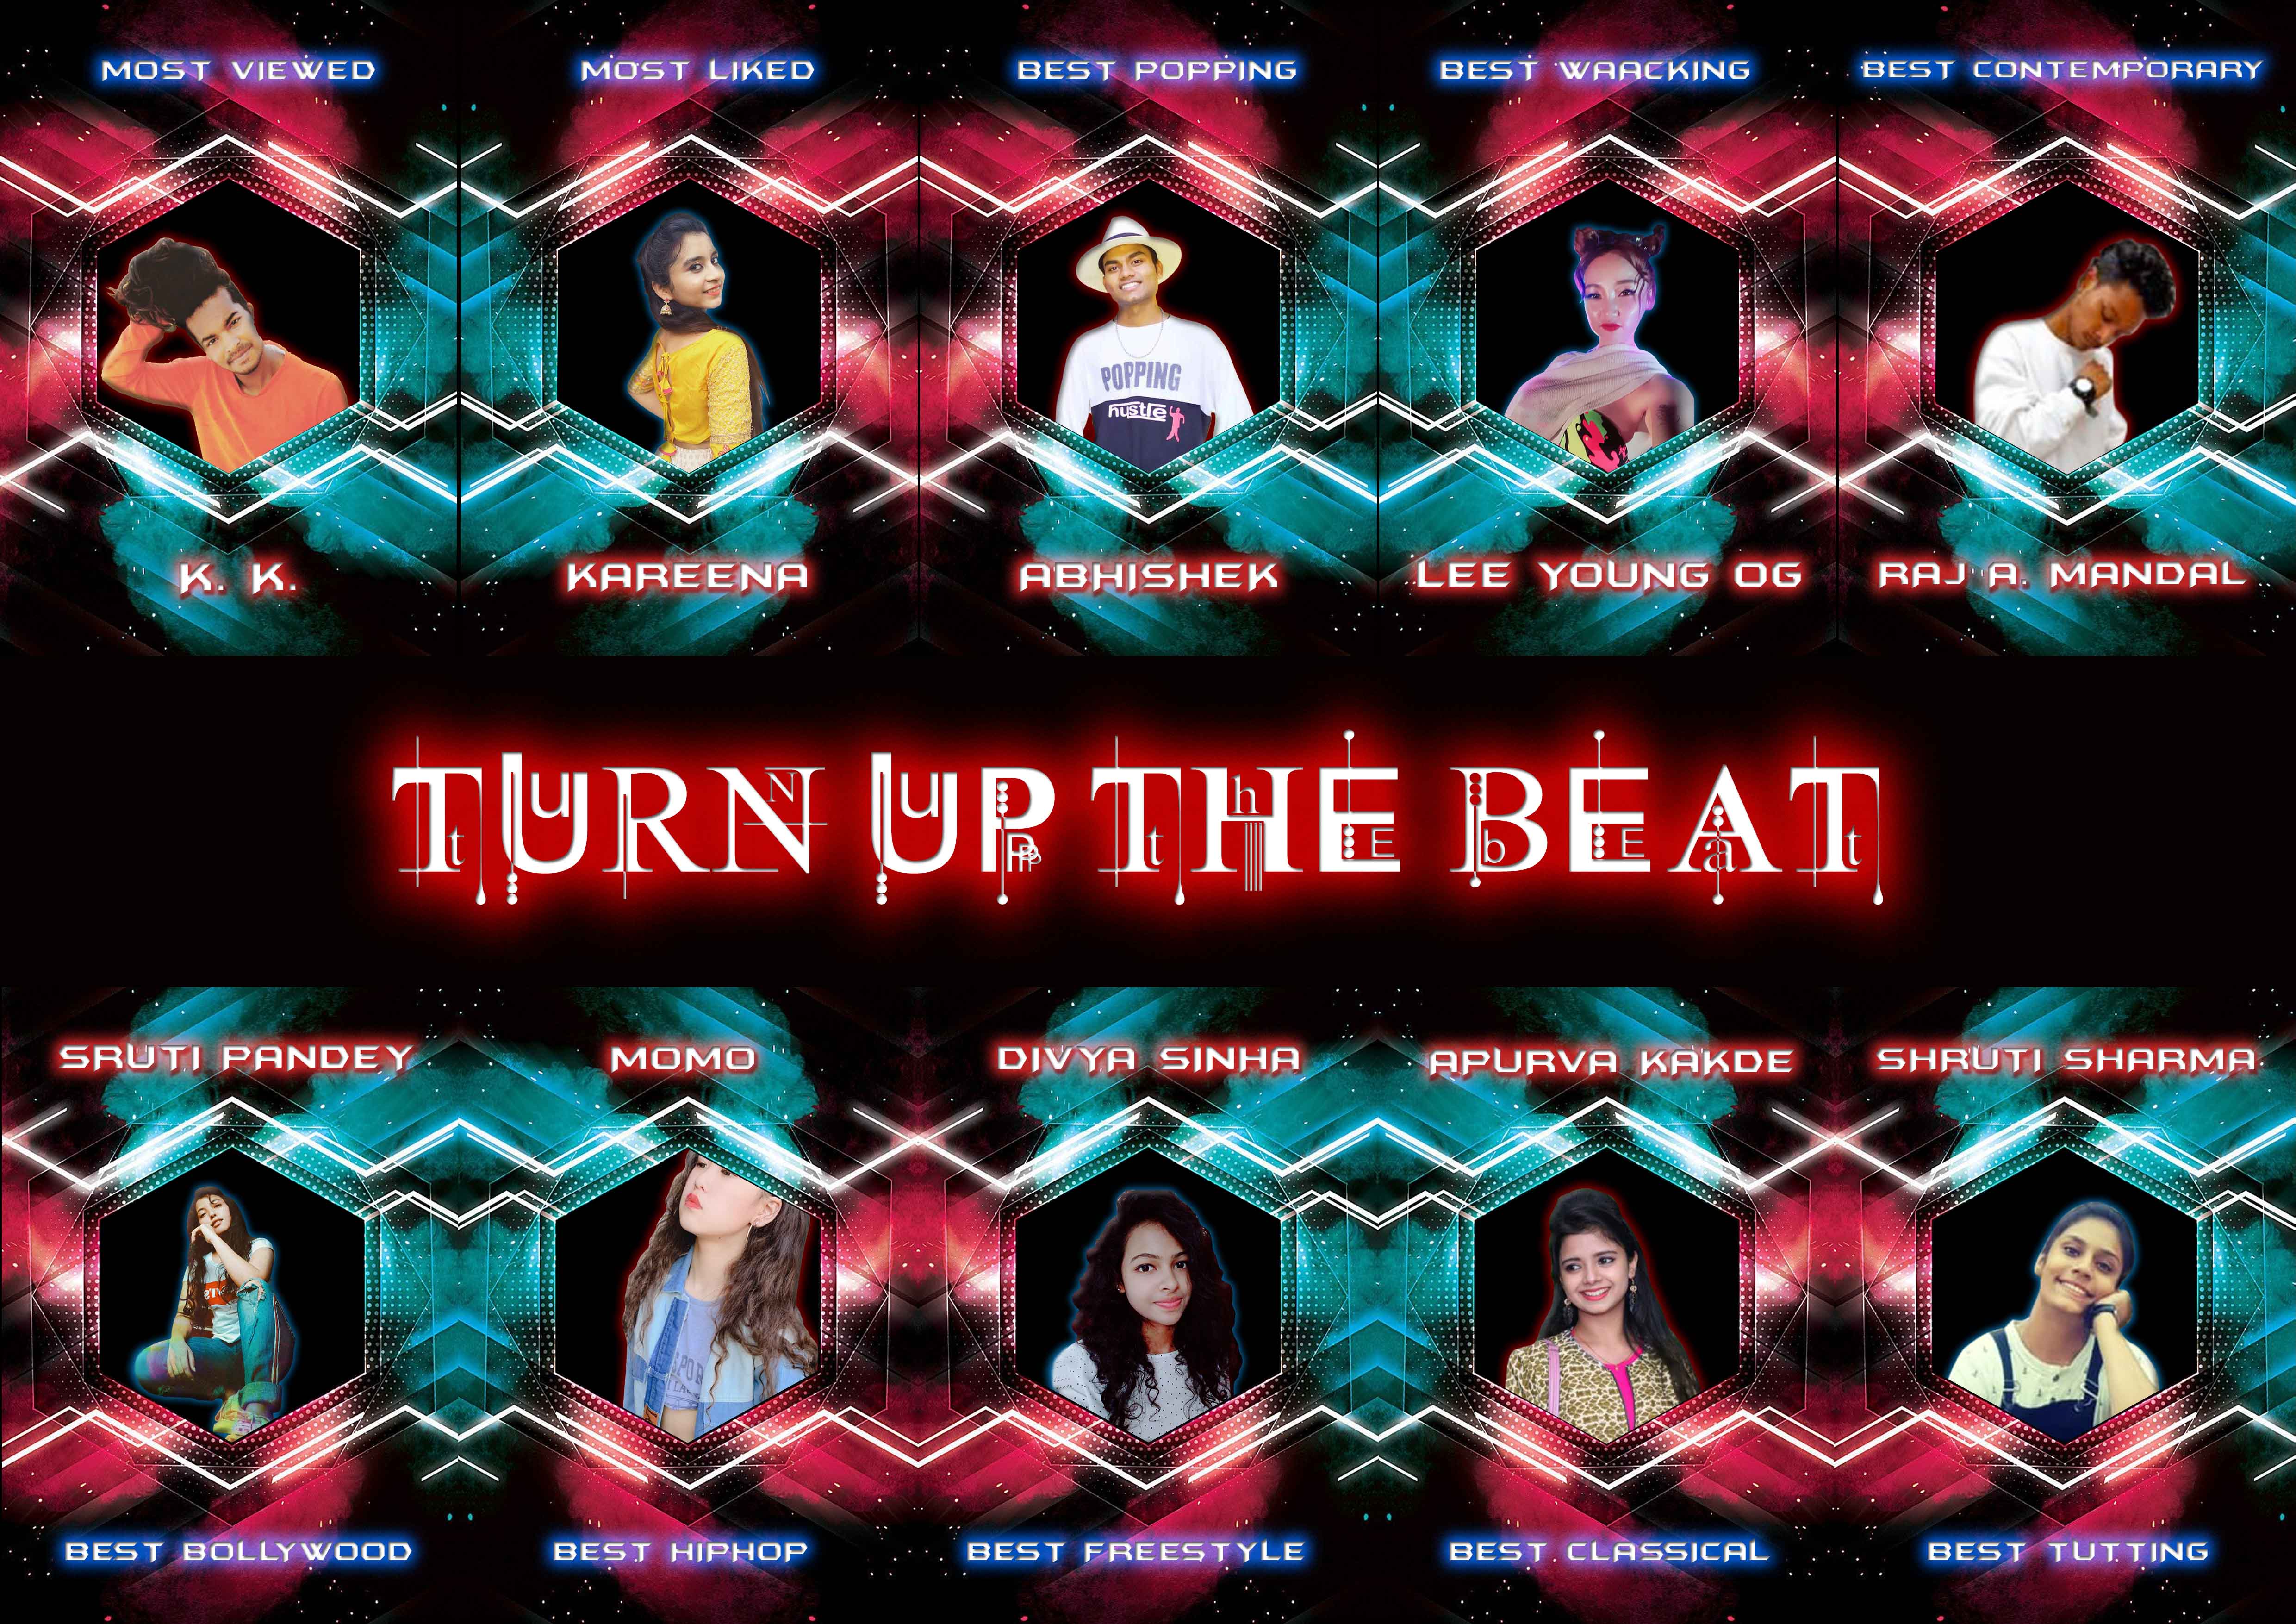 MOST VIEWED
MOST LIKED
BEST POPPING
BEST WAACKING
BEST CONTEMPORARY
POPPING
hustle
K. K.
KAREENA
ABHISHEK
LEE YOUNG OG
RAJ A. MANDAL
TURN UP THE BEAT
SRUTI PANDEY
MOMO
DIVYA SINHA
APURVA KAKDE
SHRUTI SHARMA
BEST BOLLYWOOD
BEST HIPHOP
BEST FREESTYLE
BEST CLASSICAL
BEST TUTTING